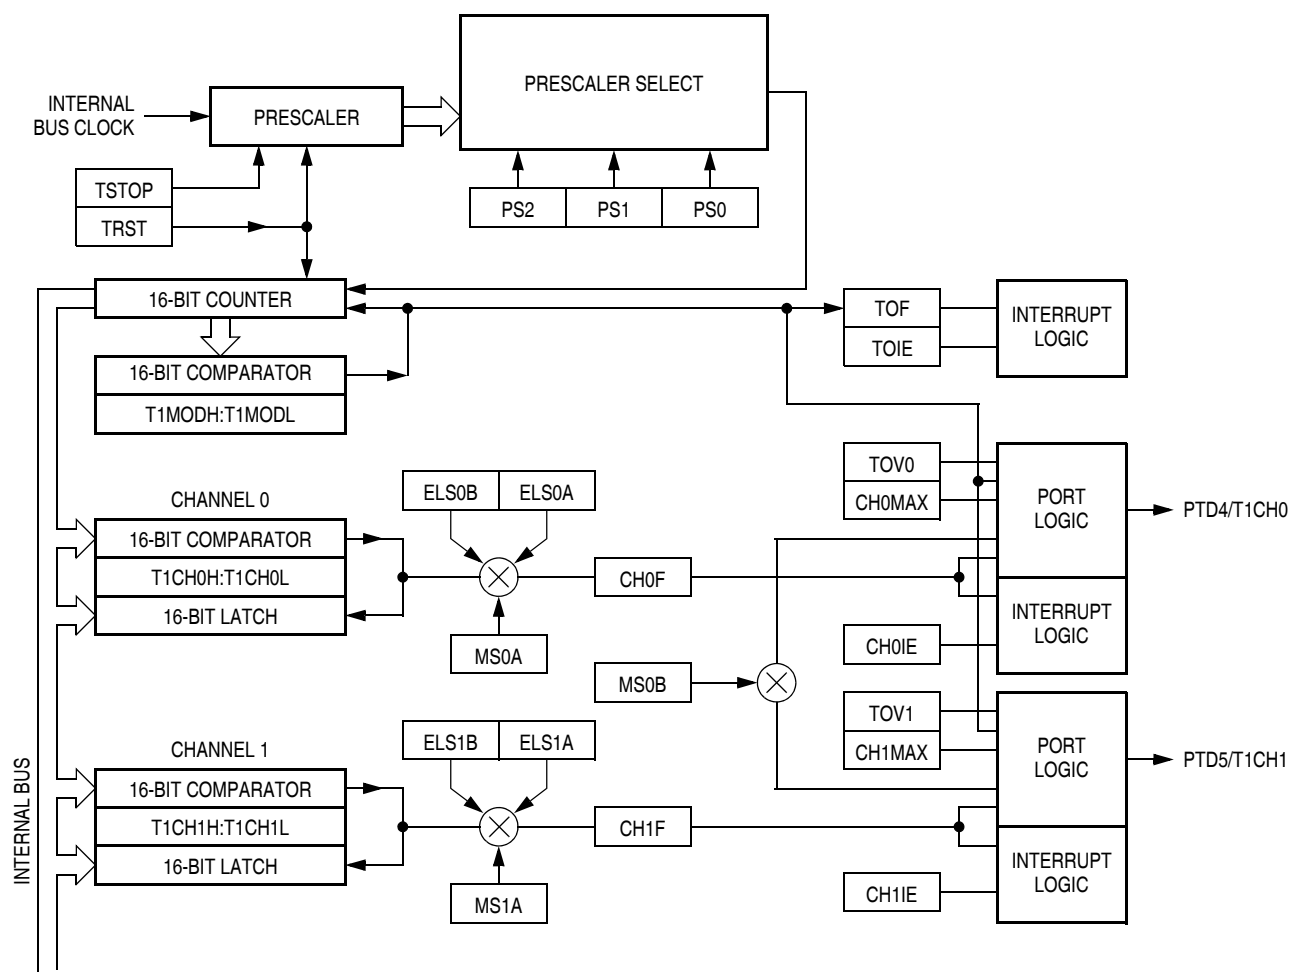 PRESCALER SELECT
INTERNAL
BUS CLOCK
PRESCALER
TSTOP
TRST
PS2
PS1
PS0
16-BIT COUNTER
16-BIT COMPARATOR
T1MODH:T1MODL
TOF
TOIE
INTERRUPT
LOGIC
CHANNEL 0
16-BIT COMPARATOR
T1CH0H:T1CH0L
16-BIT LATCH
ELS0B
ELS0A
MS0A
CH0F
TOV0
CH0MAX
PORT
LOGIC
PTD4/T1CH0
INTERRUPT
LOGIC
CH0IE
MS0B
CHANNEL 1
16-BIT COMPARATOR
T1CH1H:T1CH1L
16-BIT LATCH
ELS1B
ELS1A
MS1A
CH1F
TOV1
CH1MAX
PORT
LOGIC
PTD5/T1CH1
INTERRUPT
LOGIC
CH1IE
INTERNAL BUS